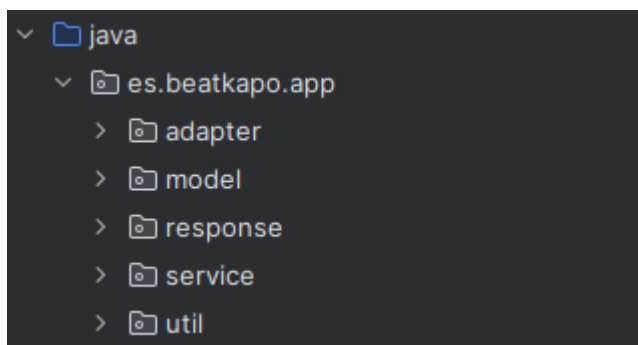 java
es.beatkapo.app
adapter
model
response
service
util